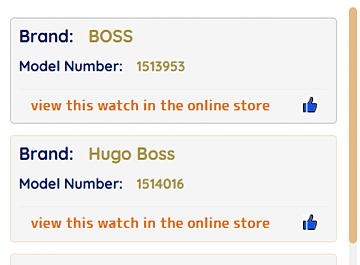 Brand: BOSS
Model Number: 1513953
view this watch in the online store
Brand: Hugo Boss
Model Number: 1514016
view this watch in the online store